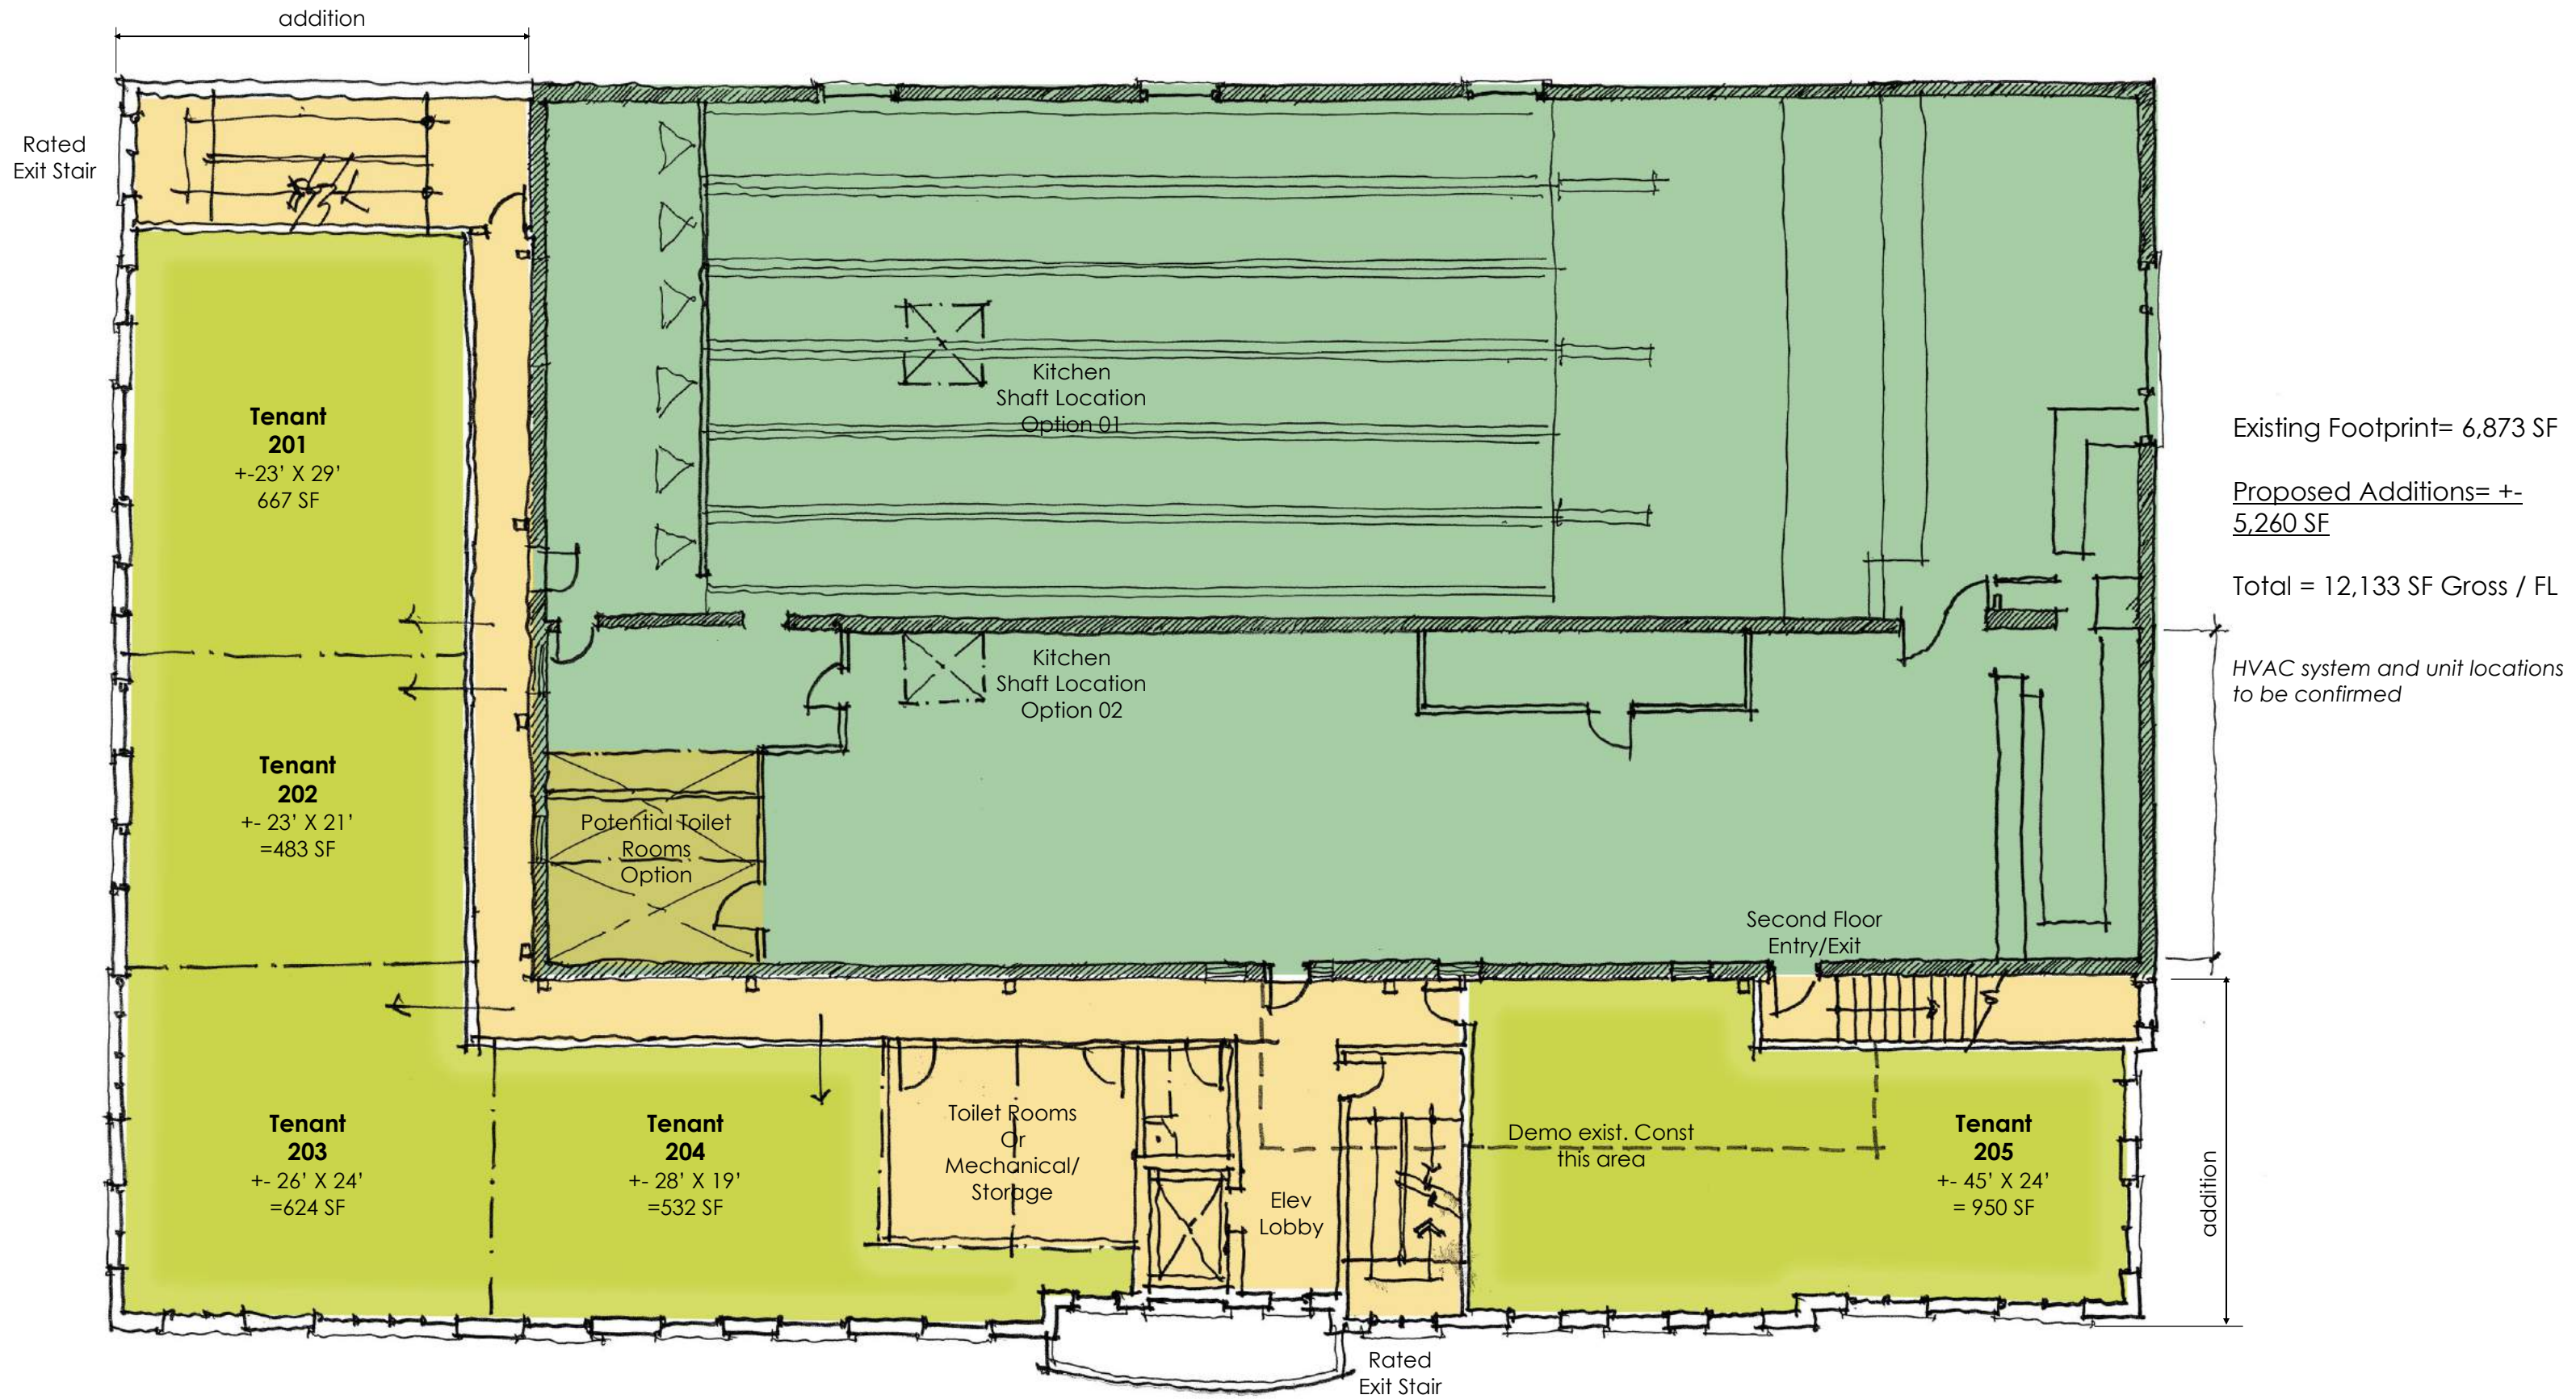 addition
Rated
Exit Stair
Tenant
201
+-23' X 29'
667 SF
Kitchen
Shaft Location
Option 01
Existing Footprint= 6,873 SF
Proposed Additions= +-
5,260 SF
Total = 12,133 SF Gross / FL
HVAC system and unit locations
to be confirmed
Kitchen
Shaft Location
Option 02
Tenant
202
+- 23' X 21'
=483 SF
Potential Toilet
Rooms
Option
Second Floor
Entry/Exit
Tenant
203
+- 26' X 24'
=624 SF
Tenant
204
+- 28' X 19'
=532 SF
Toilet Rooms
Or
Mechanical/
Storage
Elev
Lobby
Demo exist. Const
this area
Tenant
205
+- 45' X 24'
= 950 SF
addition
Rated
Exit Stair